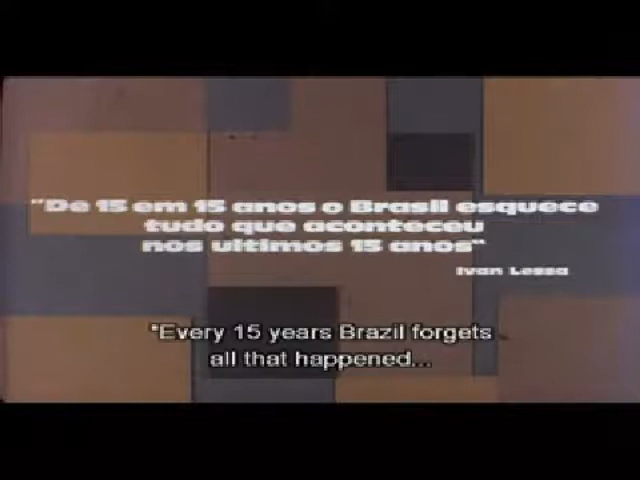 "De 15 em 15 anos o Brasil esquece
tudo que aconteceu
nos ultimos 15 anos"
Ivan Lessa
"Every 15 years Brazil forgets
all that happened...